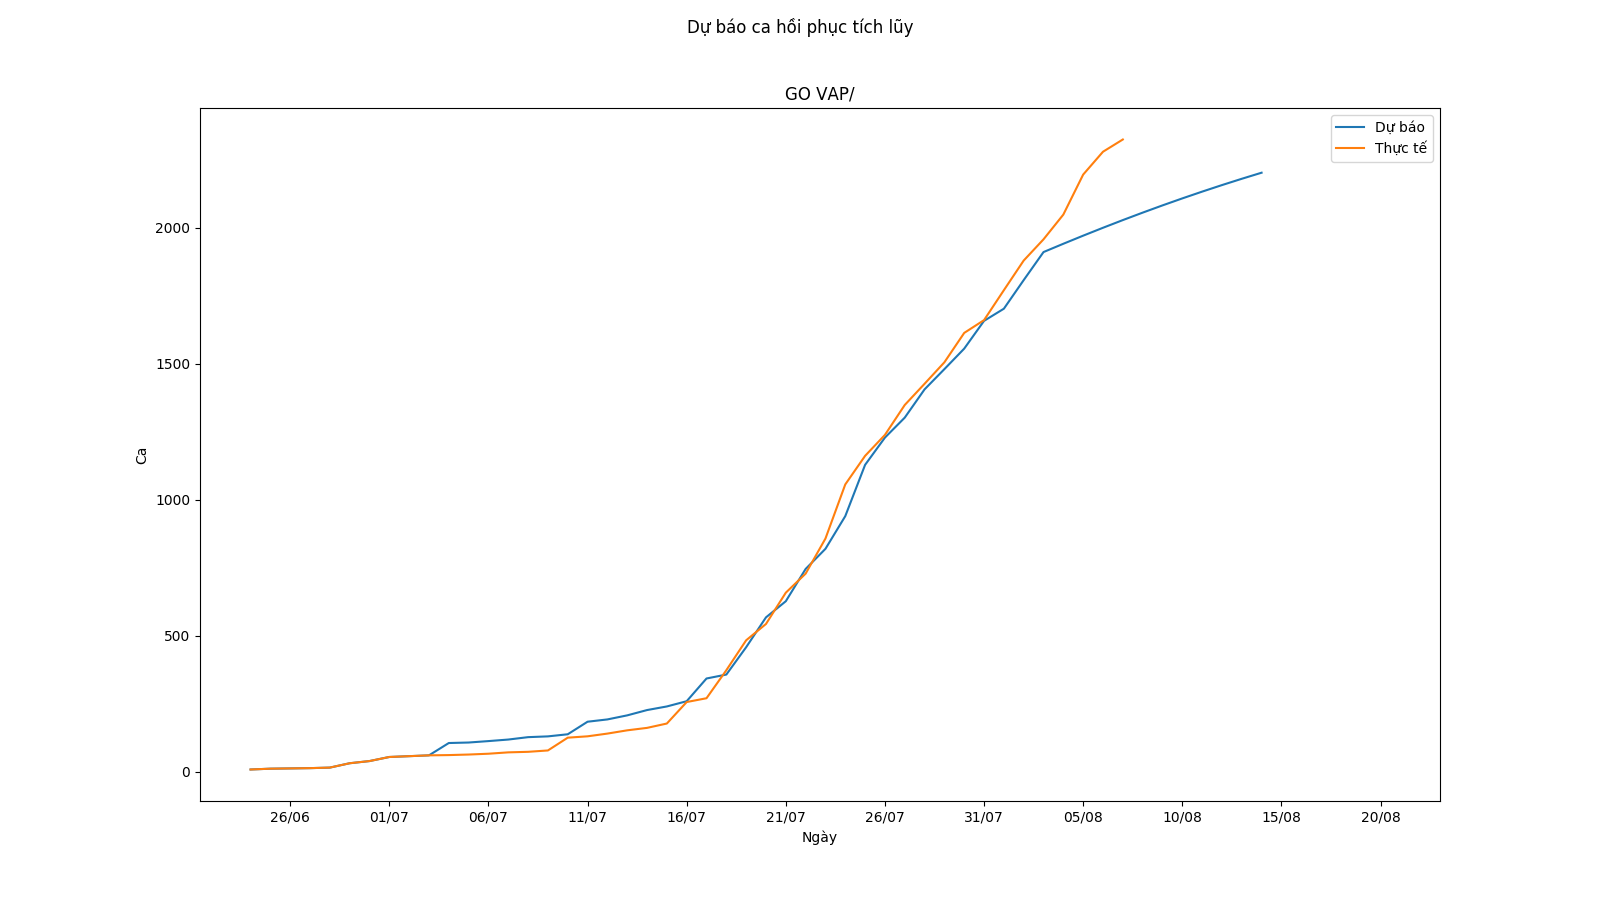 Dự báo ca hồi phục tích lũy
GO VAP/
Dự báo
Thực tế
2000
1500
1000
500
0
Ca
26/06 01/07 06/07 11/07 16/07 21/07 26/07 31/07 05/08 10/08 15/08 20/08
Ngày